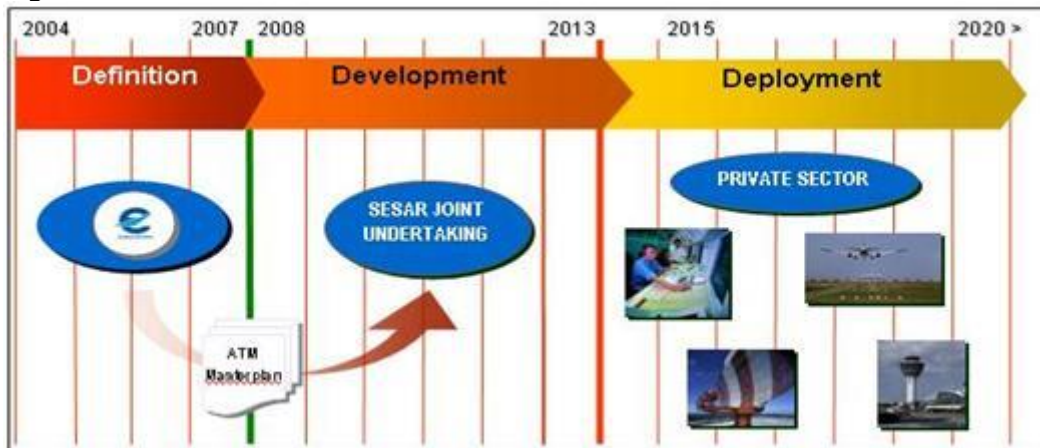 2004
2007
2008
2013
2015
2020 >
Definition
Development
Deployment
SESAR JOINT
UNDERTAKING
PRIVATE SECTOR
ATM
Masterplan